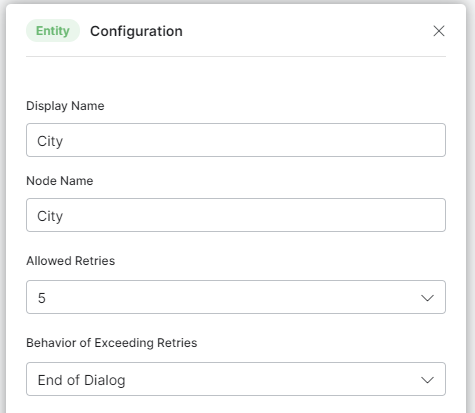 Entity Configuration
Display Name
City
Node Name
City
Allowed Retries
5
Behavior of Exceeding Retries
End of Dialog